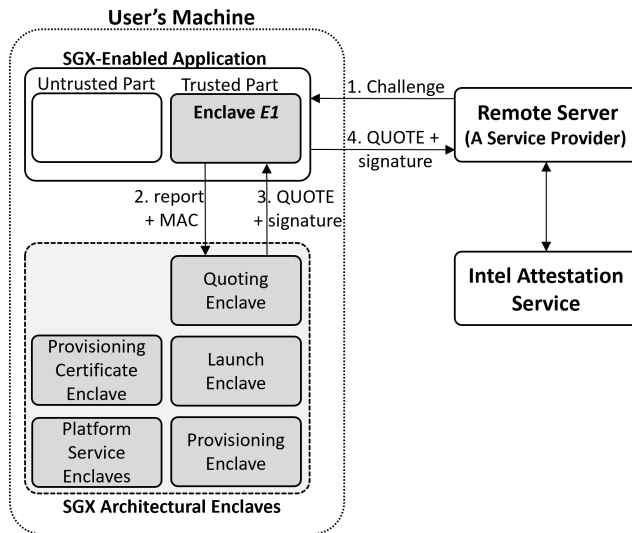 User's Machine
SGX-Enabled Application
Untrusted Part
Trusted Part
Enclave E1
1. Challenge
Remote Server
(A Service Provider)
4. QUOTE +
signature
2. report
+ MAC
3. QUOTE
+ signature
Quoting
Enclave
Intel Attestation
Service
Provisioning
Certificate
Enclave
Launch
Enclave
Platform
Service
Enclaves
Provisioning
Enclave
SGX Architectural Enclaves